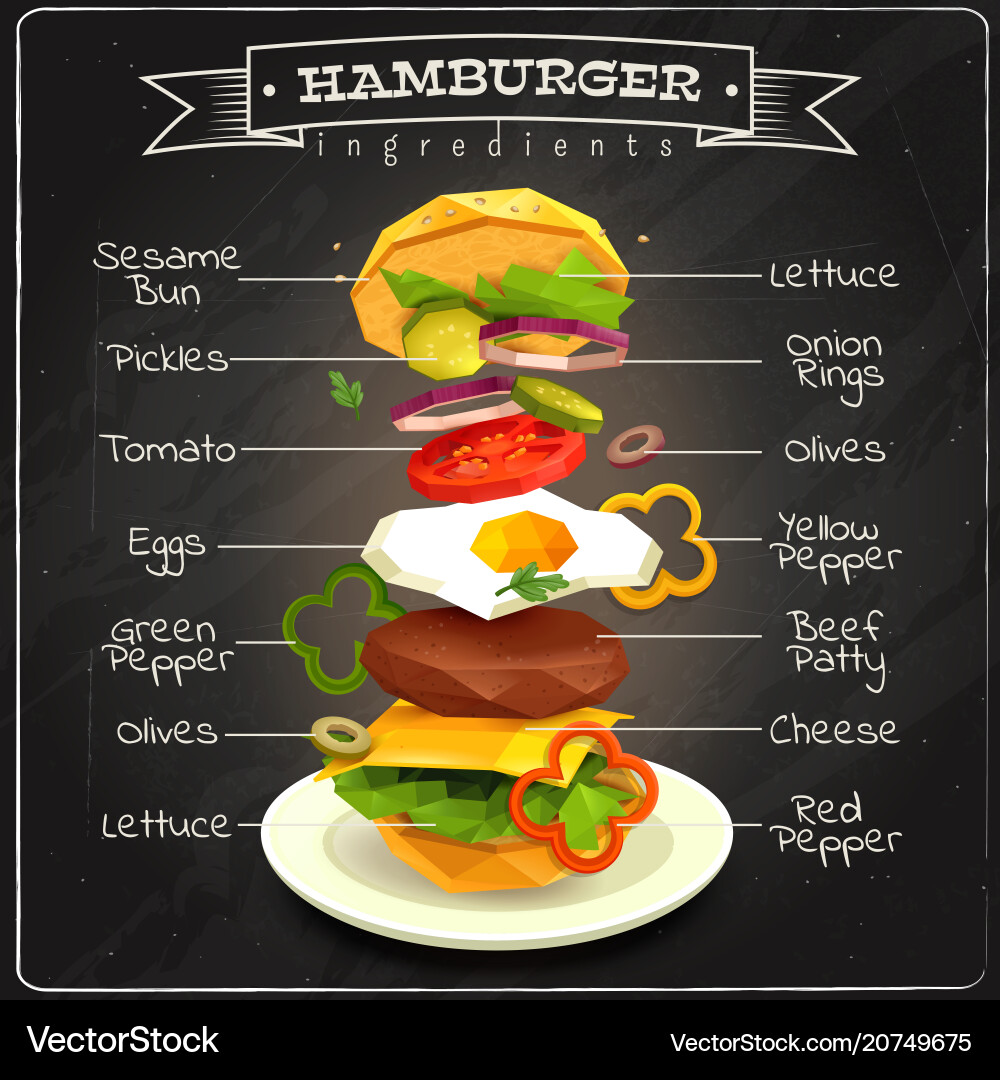 HAMBURGER
ingredients
Sesame
Bun
Pickles
Tomato
Eggs
Green
Pepper
Olives
Lettuce
Lettuce
Onion
Rings
Olives
Yellow
Pepper
Beef
Patty
Cheese
Red
Pepper
VectorStock
VectorStock.com/20749675